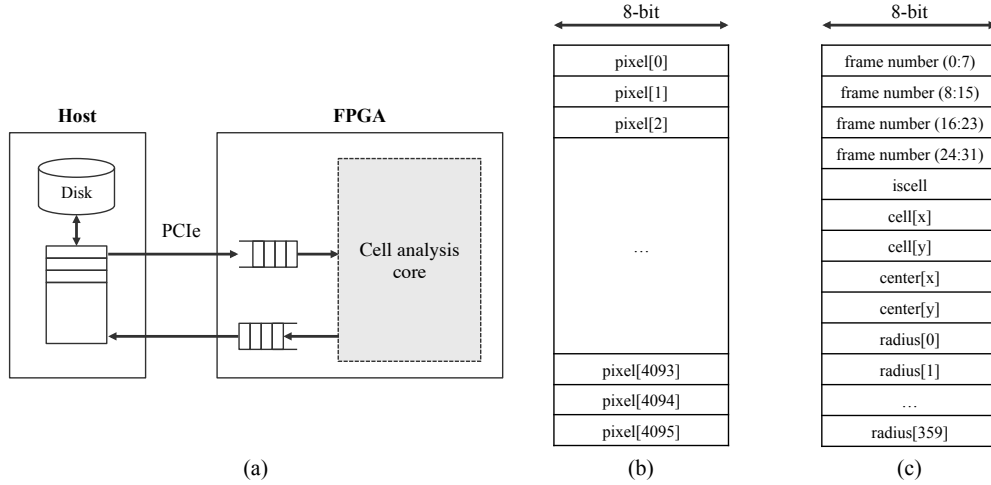 Host
FPGA
Disk
PCIe
Cell analysis
core
(a)
8-bit
pixel[0]
pixel[1]
pixel[2]
…
pixel[4093]
pixel[4094]
pixel[4095]
(b)
8-bit
frame number (0:7)
frame number (8:15)
frame number (16:23)
frame number (24:31)
iscell
cell[x]
cell[y]
center[x]
center[y]
radius[0]
radius[1]
…
radius[359]
(c)